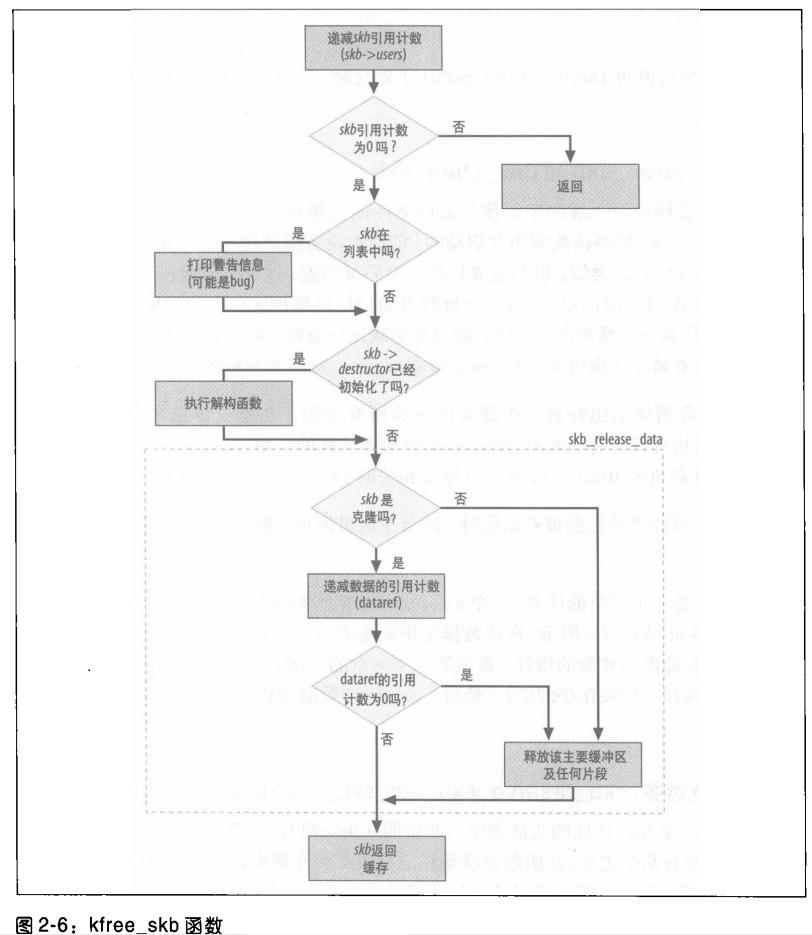 递减skb引用计数
(skb->users)
skb引用计数
为0吗?
否
返回
是
skb在
列表中吗?
是
打印警告信息
(可能是bug)
否
skb ->
destructor已经
初始化了吗?
是
执行解构函数
否
skb_release_data
skb 是
克隆吗?
否
是
递减数据的引用计数
(dataref)
dataref的引用
计数为0吗?
是
否
释放该主要缓冲区
及任何片段
skb返回
缓存
图 2-6：kfree_skb 函数